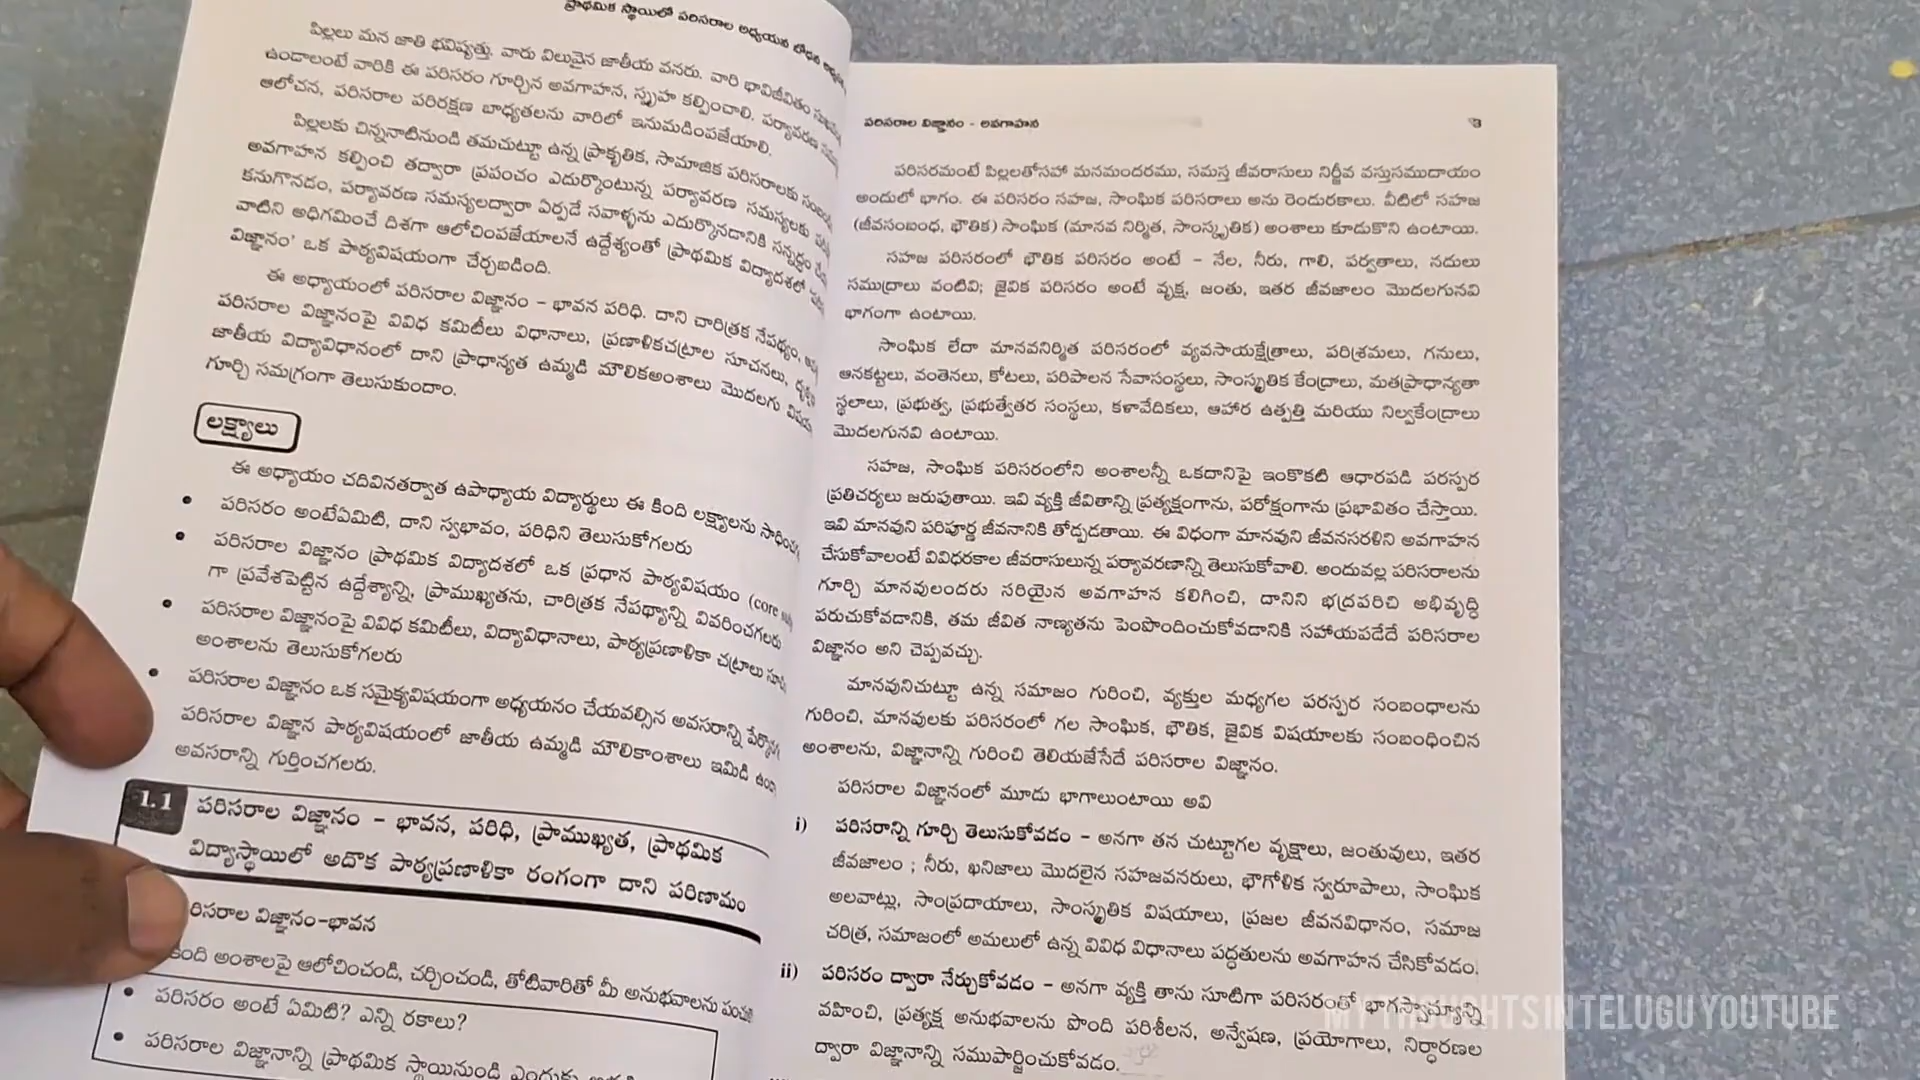 ప్రాథమిక స్థాయిలో పరిసరాల అధ్యయన బోధన
పిల్లలు మన జాతి భవిష్యత్తు. వారు విలువైన జాతీయ వనరు. వారి భావిజీవితం
ఉండాలంటే వారికి ఈ పరిసరం గూర్చిన అవగాహన, స్పృహ కల్పించాలి. పర్యావరణ
ఆలోచన, పరిసరాల పరిరక్షణ బాధ్యతలను వారిలో ఇనుమడింపజేయాలి.
పిల్లలకు చిన్ననాటినుండి తమచుట్టూ ఉన్న ప్రాకృతిక, సామాజిక పరిసరాలకు
అవగాహన కల్పించి తద్వారా ప్రపంచం ఎదుర్కొంటున్న పర్యావరణ సమస్యలకు
కనుగొనడం, పర్యావరణ సమస్యలద్వారా ఏర్పడే సవాళ్ళను ఎదుర్కొనడానికి సన్నద్ధం
వాటిని అధిగమించే దిశగా ఆలోచింపజేయాలనే ఉద్దేశ్యంతో ప్రాథమిక విద్యాదశలో
విజ్ఞానం' ఒక పాఠ్యవిషయంగా చేర్చబడింది.
ఈ అధ్యాయంలో పరిసరాల విజ్ఞానం - భావన పరిధి. దాని చారిత్రక నేపథ్యం,
పరిసరాల విజ్ఞానంపై వివిధ కమిటీలు విధానాలు, ప్రణాళికచట్రాల సూచనలు,
జాతీయ విద్యావిధానంలో దాని ప్రాధాన్యత ఉమ్మడి మౌలికఅంశాలు మొదలగు
గూర్చి సమగ్రంగా తెలుసుకుందాం.
లక్ష్యాలు
ఈ అధ్యాయం చదివినతర్వాత ఉపాధ్యాయ విద్యార్థులు ఈ కింది లక్ష్యాలను
• పరిసరం అంటేఏమిటి, దాని స్వభావం, పరిధిని తెలుసుకోగలరు
• పరిసరాల విజ్ఞానం ప్రాథమిక విద్యాదశలో ఒక ప్రధాన పాఠ్యవిషయం (core
గా ప్రవేశపెట్టిన ఉద్దేశ్యాన్ని, ప్రాముఖ్యతను, చారిత్రక నేపథ్యాన్ని వివరించగలరు
• పరిసరాల విజ్ఞానంపై వివిధ కమిటీలు, విద్యావిధానాలు, పాఠ్యప్రణాళికా చట్రాలు
అంశాలను తెలుసుకోగలరు
• పరిసరాల విజ్ఞానం ఒక సమైక్యవిషయంగా అధ్యయనం చేయవల్సిన అవసరాన్ని
పరిసరాల విజ్ఞాన పాఠ్యవిషయంలో జాతీయ ఉమ్మడి మౌలికాంశాలు ఇమిడి
అవసరాన్ని గుర్తించగలరు.
1.1 పరిసరాల విజ్ఞానం - భావన, పరిధి, ప్రాముఖ్యత, ప్రాథమిక
విద్యాస్థాయిలో అదొక పాఠ్యప్రణాళికా రంగంగా దాని పరిణామం
రిసరాల విజ్ఞానం-భావన
కింది అంశాలపై ఆలోచించండి, చర్చించండి, తోటివారితో మీ అనుభవాలను
• పరిసరం అంటే ఏమిటి? ఎన్ని రకాలు?
• పరిసరాల విజ్ఞానాన్ని ప్రాథమిక స్థాయినుండి ఎందుకు
పరిసరాల విజ్ఞానం - అవగాహన 3
పరిసరమంటే పిల్లలతోసహా మనమందరము, సమస్త జీవరాసులు నిర్జీవ వస్తుసముదాయం
అందులో భాగం. ఈ పరిసరం సహజ, సాంఘిక పరిసరాలు అను రెండురకాలు. వీటిలో సహజ
(జీవసంబంధ, భౌతిక) సాంఘిక (మానవ నిర్మిత, సాంస్కృతిక) అంశాలు కూడుకొని ఉంటాయి.
సహజ పరిసరంలో భౌతిక పరిసరం అంటే - నేల, నీరు, గాలి, పర్వతాలు, నదులు
సముద్రాలు వంటివి; జైవిక పరిసరం అంటే వృక్ష, జంతు, ఇతర జీవజాలం మొదలగునవి
భాగంగా ఉంటాయి.
సాంఘిక లేదా మానవనిర్మిత పరిసరంలో వ్యవసాయక్షేత్రాలు, పరిశ్రమలు, గనులు,
ఆనకట్టలు, వంతెనలు, కోటలు, పరిపాలన సేవాసంస్థలు, సాంస్కృతిక కేంద్రాలు, మతప్రాధాన్యతా
స్థలాలు, ప్రభుత్వ, ప్రభుత్వేతర సంస్థలు, కళావేదికలు, ఆహార ఉత్పత్తి మరియు నిల్వకేంద్రాలు
మొదలగునవి ఉంటాయి.
సహజ, సాంఘిక పరిసరంలోని అంశాలన్నీ ఒకదానిపై ఇంకొకటి ఆధారపడి పరస్పర
ప్రతిచర్యలు జరుపుతాయి. ఇవి వ్యక్తి జీవితాన్ని ప్రత్యక్షంగాను, పరోక్షంగాను ప్రభావితం చేస్తాయి.
ఇవి మానవుని పరిపూర్ణ జీవనానికి తోడ్పడతాయి. ఈ విధంగా మానవుని జీవనసరళిని అవగాహన
చేసుకోవాలంటే వివిధరకాల జీవరాసులున్న పర్యావరణాన్ని తెలుసుకోవాలి. అందువల్ల పరిసరాలను
గూర్చి మానవులందరు సరియైన అవగాహన కలిగించి, దానిని భద్రపరిచి అభివృద్ధి
పరుచుకోవడానికి, తమ జీవిత నాణ్యతను పెంపొందించుకోవడానికి సహాయపడేదే పరిసరాల
విజ్ఞానం అని చెప్పవచ్చు.
మానవునిచుట్టూ ఉన్న సమాజం గురించి, వ్యక్తుల మధ్యగల పరస్పర సంబంధాలను
గురించి, మానవులకు పరిసరంలో గల సాంఘిక, భౌతిక, జైవిక విషయాలకు సంబంధించిన
అంశాలను, విజ్ఞానాన్ని గురించి తెలియజేసేదే పరిసరాల విజ్ఞానం.
పరిసరాల విజ్ఞానంలో మూడు భాగాలుంటాయి అవి
i) పరిసరాన్ని గూర్చి తెలుసుకోవడం - అనగా తన చుట్టూగల వృక్షాలు, జంతువులు, ఇతర
జీవజాలం ; నీరు, ఖనిజాలు మొదలైన సహజవనరులు, భౌగోళిక స్వరూపాలు, సాంఘిక
అలవాట్లు, సాంప్రదాయాలు, సాంస్కృతిక విషయాలు, ప్రజల జీవనవిధానం, సమాజ
చరిత్ర, సమాజంలో అమలులో ఉన్న వివిధ విధానాలు పద్ధతులను అవగాహన చేసికోవడం.
ii) పరిసరం ద్వారా నేర్చుకోవడం - అనగా వ్యక్తి తాను సూటిగా పరిసరంతో భాగస్వామ్యాన్ని
వహించి, ప్రత్యక్ష అనుభవాలను పొంది పరిశీలన, అన్వేషణ, ప్రయోగాలు, నిర్ధారణల
ద్వారా విజ్ఞానాన్ని సముపార్జించుకోవడం.
MY THOUGHTS IN TELUGU YOUTUBE